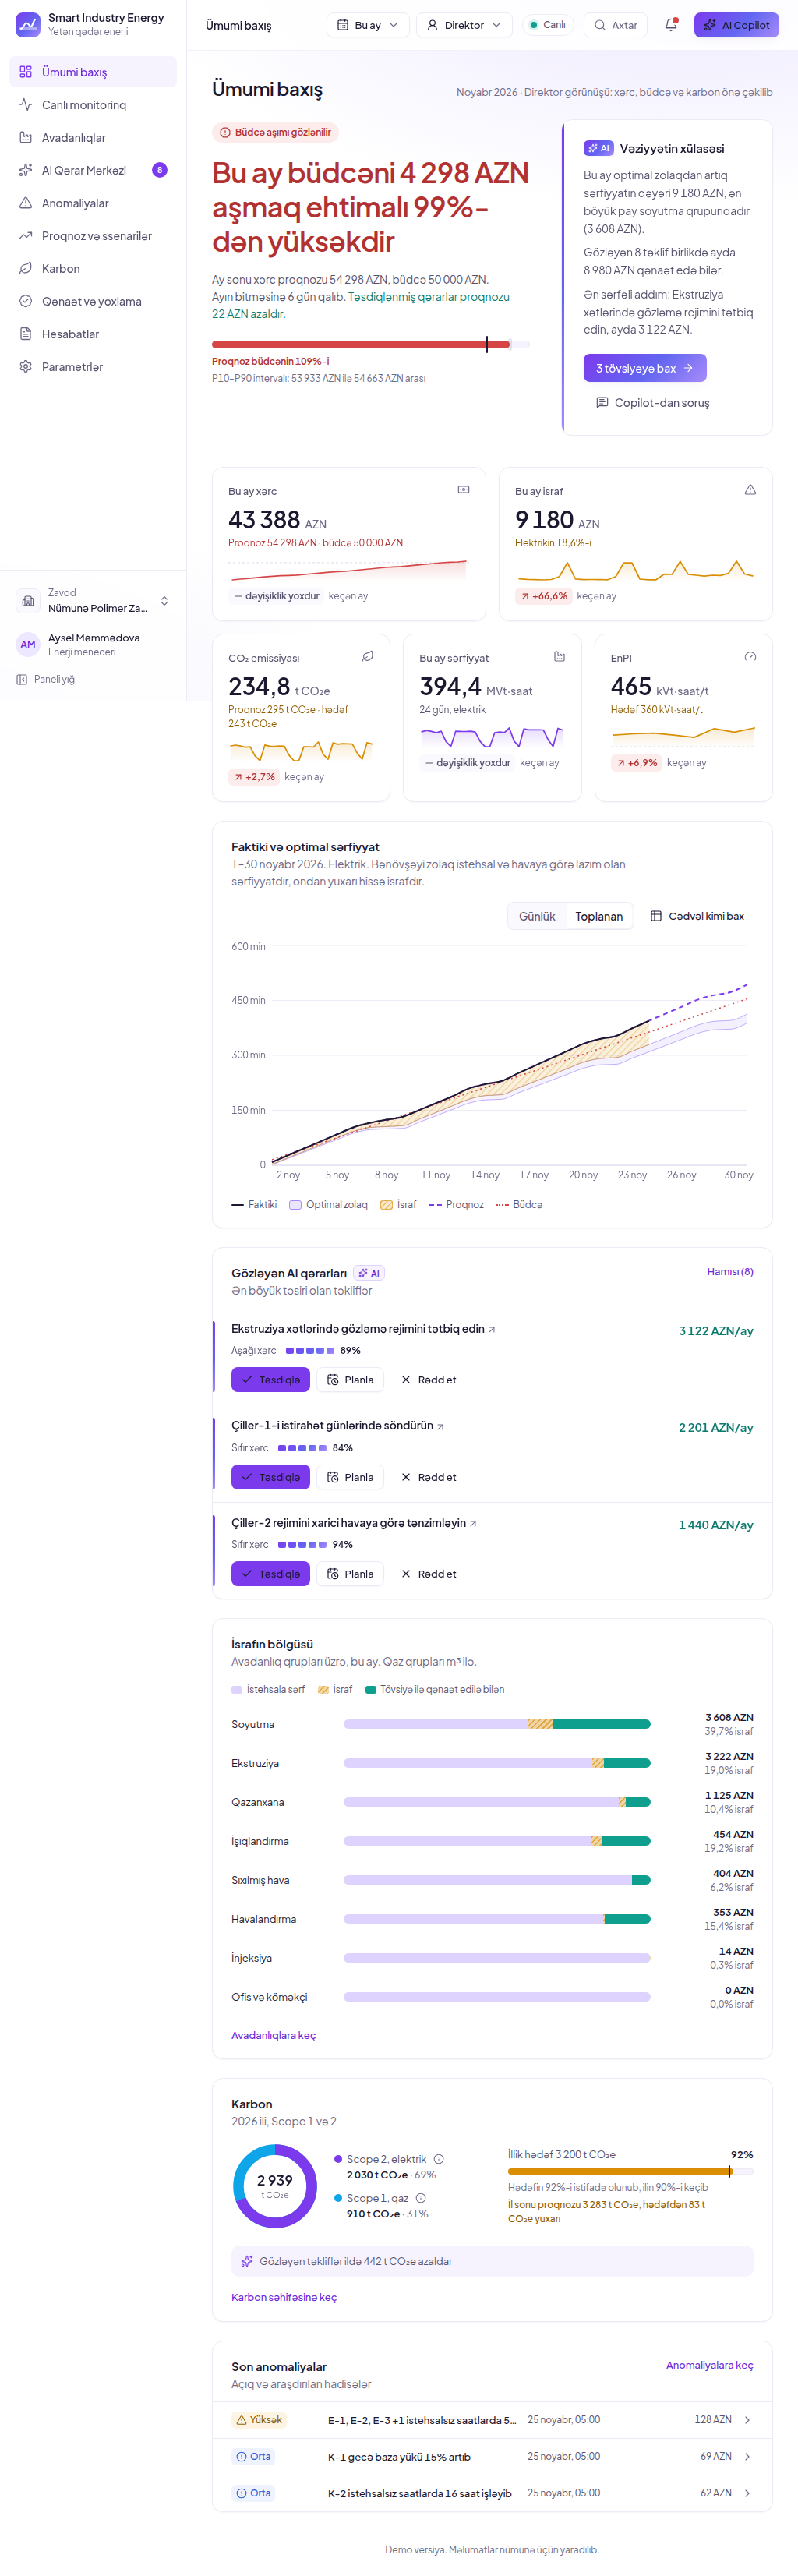 Smart Industry Energy
Yetən qədər enerji
Ümumi baxış
Canlı monitorinq
Avadanlıqlar
AI Qərar Mərkəzi 8
Anomaliyalar
Proqnoz və ssenarilər
Karbon
Qənaət və yoxlama
Hesabatlar
Parametrlər
Zavod
Nümunə Polimer Za...
AM Aysel Məmmədova
Enerji meneceri
Paneli yığ
Ümumi baxış Bu ay Direktor Canlı Axtar AI Copilot
Ümumi baxış
Noyabr 2026 · Direktor görünüşü: xərc, büdcə və karbon önə çəkilib
Büdcə aşımı gözlənilir
Bu ay büdcəni 4 298 AZN
aşmaq ehtimalı 99%-
dən yüksəkdir
Ay sonu xərc proqnozu 54 298 AZN, büdcə 50 000 AZN.
Ayın bitməsinə 6 gün qalıb. Təsdiqlənmiş qərarlar proqnozu
22 AZN azaldır.
Proqnoz büdcənin 109%-i
P10–P90 intervalı: 53 933 AZN ilə 54 663 AZN arası
AI Vəziyyətin xülasəsi
Bu ay optimal zolaqdan artıq
sərfiyyatın dəyəri 9 180 AZN, ən
böyük pay soyutma qrupundadır
(3 608 AZN).
Gözləyən 8 təklif birlikdə ayda
8 980 AZN qənaət edə bilər.
Ən sərfəli addım: Ekstruziya
xətlərində gözləmə rejimini tətbiq
edin, ayda 3 122 AZN.
3 tövsiyəyə bax
Copilot-dan soruş
Bu ay xərc
43 388 AZN
Proqnoz 54 298 AZN · büdcə 50 000 AZN
— dəyişiklik yoxdur keçən ay
Bu ay israf
9 180 AZN
Elektrikin 18,6%-i
+66,6% keçən ay
CO₂ emissiyası
234,8 t CO₂e
Proqnoz 295 t CO₂e · hədəf
243 t CO₂e
+2,7% keçən ay
Bu ay sərfiyyat
394,4 MVt·saat
24 gün, elektrik
— dəyişiklik yoxdur keçən ay
EnPI
465 kVt·saat/t
Hədəf 360 kVt·saat/t
+6,9% keçən ay
Faktiki və optimal sərfiyyat
1–30 noyabr 2026. Elektrik. Bənövşəyi zolaq istehsal və havaya görə lazım olan
sərfiyyatdır, ondan yuxarı hissə israfdır.
Günlük Toplanan Cədvəl kimi bax
600 min
450 min
300 min
150 min
0
2 noy 5 noy 8 noy 11 noy 14 noy 17 noy 20 noy 23 noy 26 noy 30 noy
Faktiki Optimal zolaq İsraf Proqnoz Büdcə
Gözləyən AI qərarları AI Hamısı (8)
Ən böyük təsiri olan təkliflər
Ekstruziya xətlərində gözləmə rejimini tətbiq edin 3 122 AZN/ay
Aşağı xərc 89%
Təsdiqlə Planla Rədd et
Çiller-1-i istirahət günlərində söndürün 2 201 AZN/ay
Sıfır xərc 84%
Təsdiqlə Planla Rədd et
Çiller-2 rejimini xarici havaya görə tənzimləyin 1 440 AZN/ay
Sıfır xərc 94%
Təsdiqlə Planla Rədd et
İsrafın bölgüsü
Avadanlıq qrupları üzrə, bu ay. Qaz qrupları m³ ilə.
İstehsala sərf İsraf Tövsiyə ilə qənaət edilə bilən
Soyutma 3 608 AZN
39,7% israf
Ekstruziya 3 222 AZN
19,0% israf
Qazanxana 1 125 AZN
10,4% israf
İşıqlandırma 454 AZN
19,2% israf
Sıxılmış hava 404 AZN
6,2% israf
Havalandırma 353 AZN
15,4% israf
İnjeksiya 14 AZN
0,3% israf
Ofis və köməkçi 0 AZN
0,0% israf
Avadanlıqlara keç
Karbon
2026 ili, Scope 1 və 2
2 939
t CO₂e
Scope 2, elektrik
2 030 t CO₂e · 69%
Scope 1, qaz
910 t CO₂e · 31%
İllik hədəf 3 200 t CO₂e 92%
Hədəfin 92%-i istifadə olunub, ilin 90%-i keçib
İl sonu proqnozu 3 283 t CO₂e, hədəfdən 83 t
CO₂e yuxarı
Gözləyən təkliflər ildə 442 t CO₂e azaldar
Karbon səhifəsinə keç
Son anomaliyalar Anomaliyalara keç
Açıq və araşdırılan hadisələr
Yüksək E-1, E-2, E-3 +1 istehsalsız saatlarda 5... 25 noyabr, 05:00 128 AZN
Orta K-1 gecə baza yükü 15% artıb 25 noyabr, 05:00 69 AZN
Orta K-2 istehsalsız saatlarda 16 saat işləyib 25 noyabr, 05:00 62 AZN
Demo versiya. Məlumatlar nümunə üçün yaradılıb.